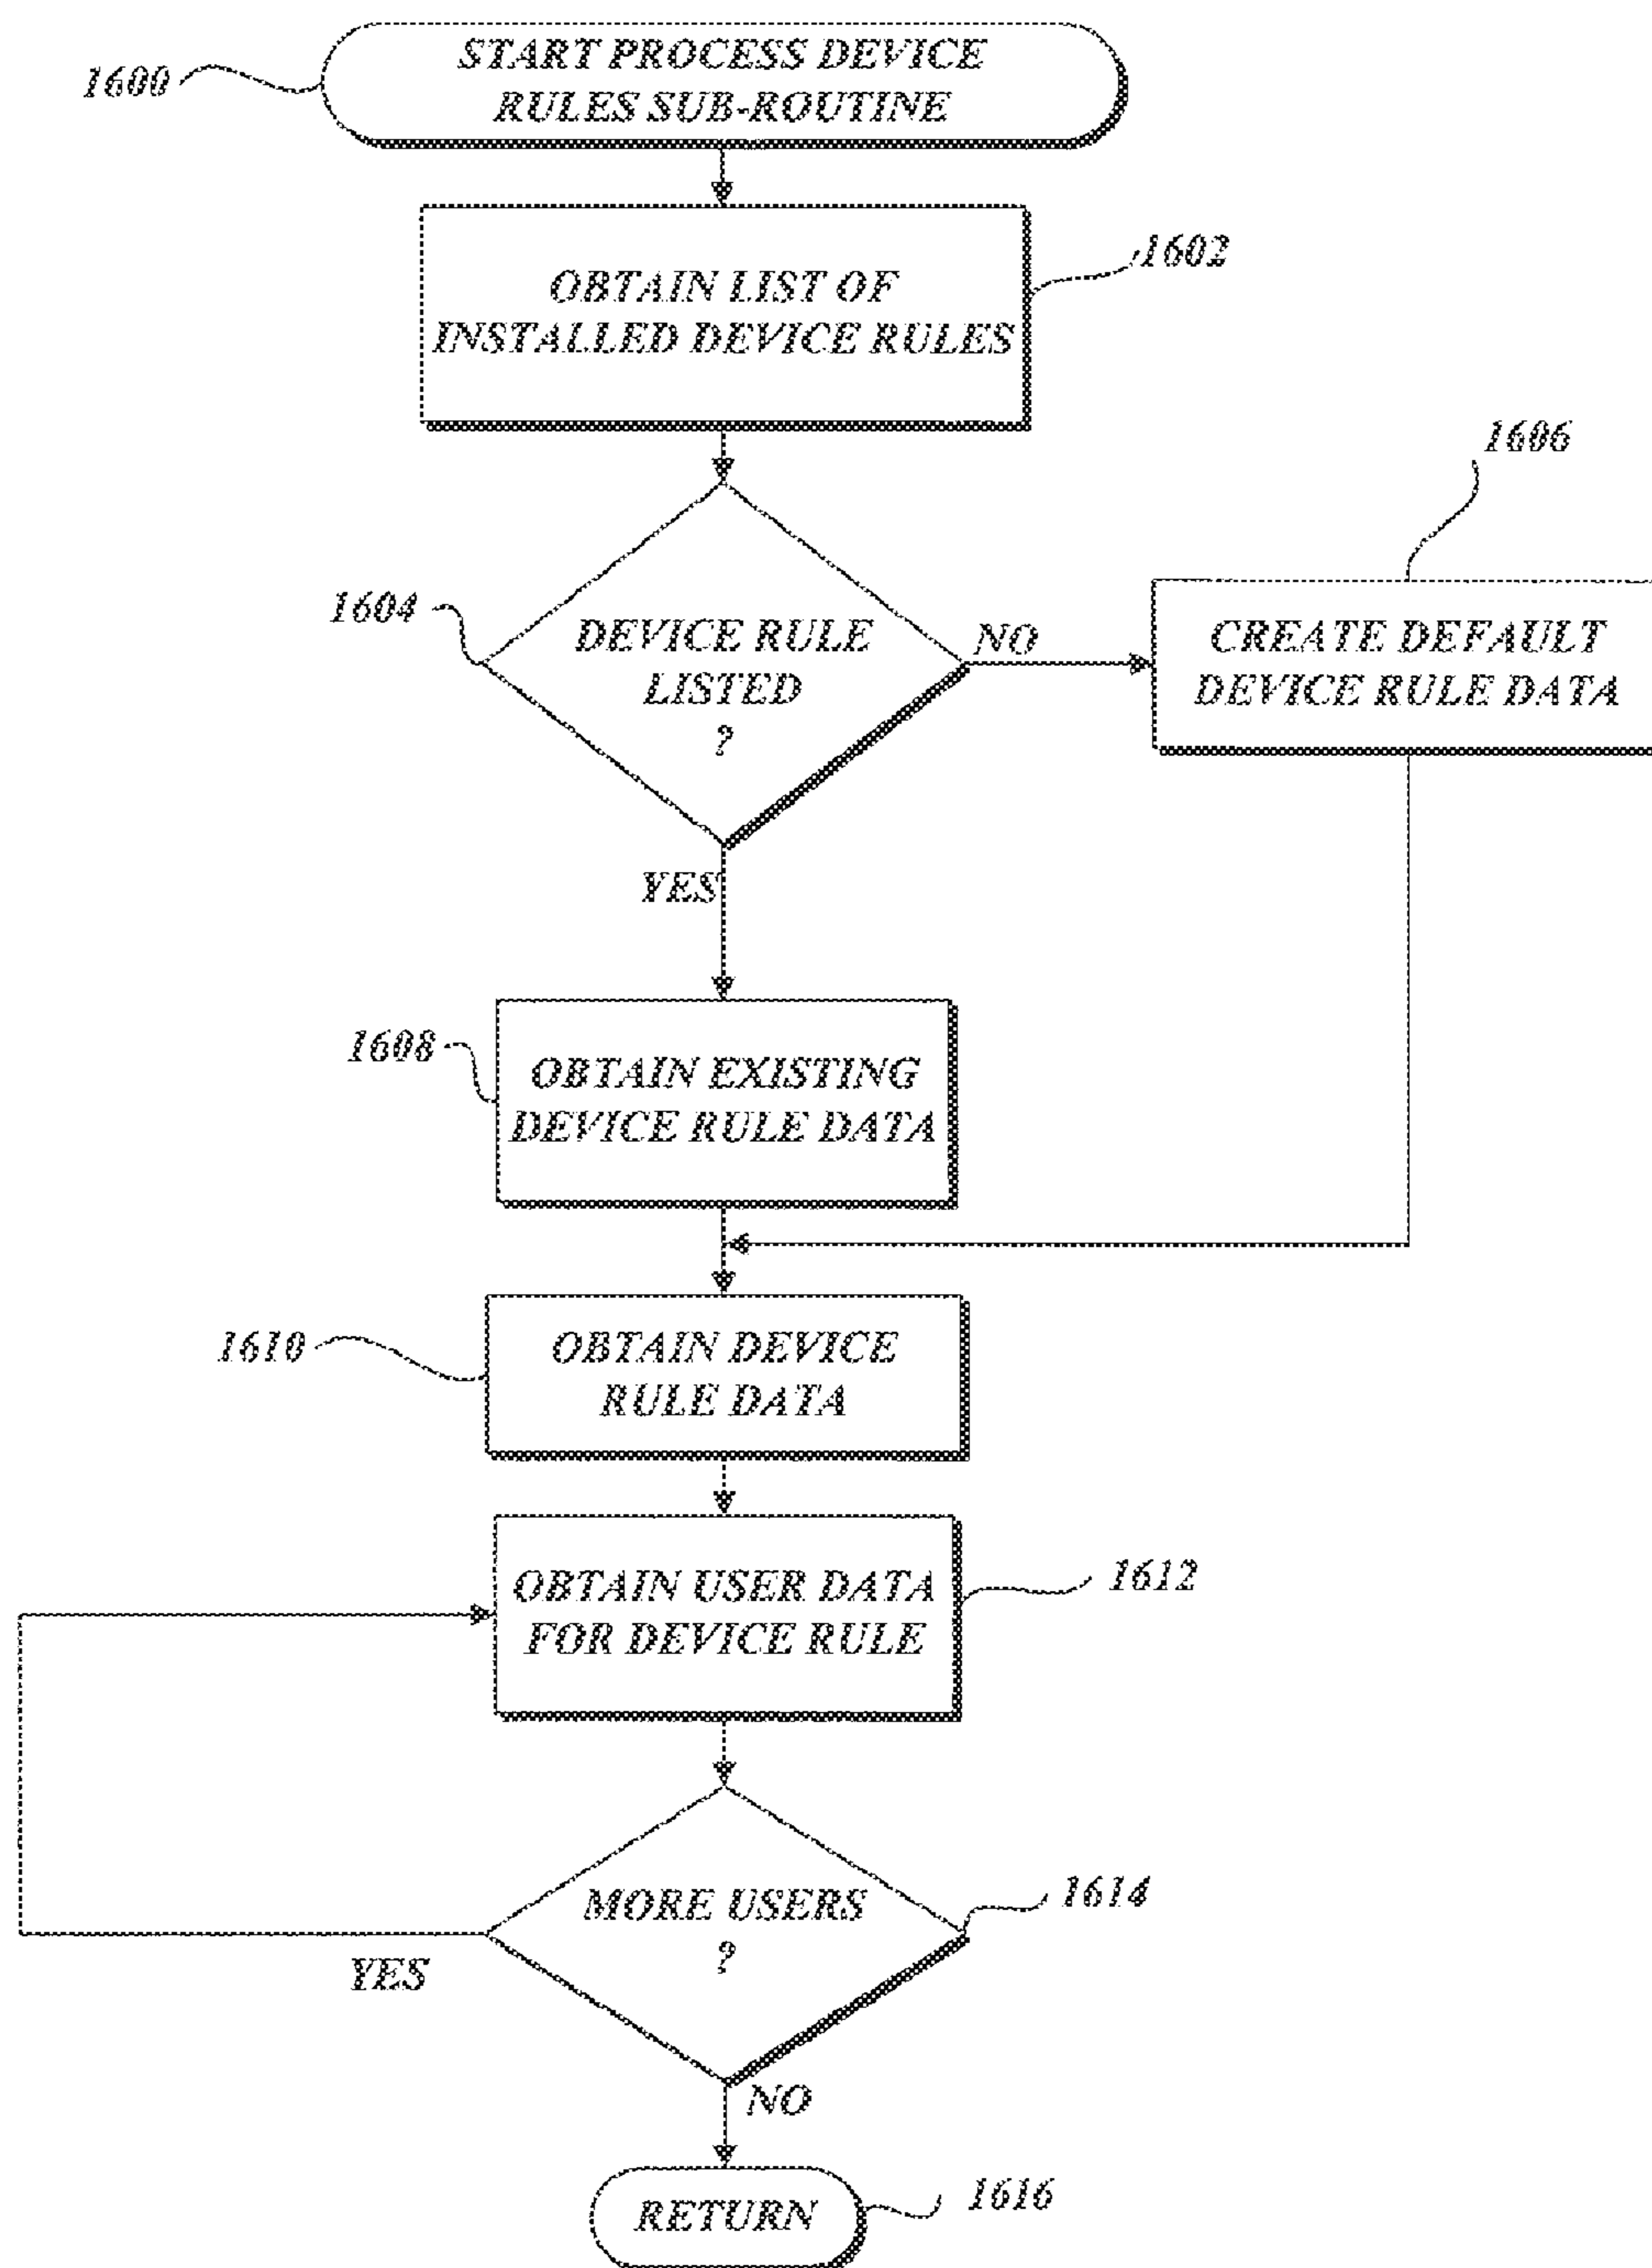 1600
START PROCESS DEVICE
RULES SUB-ROUTINE
1602
OBTAIN LIST OF
INSTALLED DEVICE RULES
1604
DEVICE RULE
LISTED
?
NO
1606
CREATE DEFAULT
DEVICE RULE DATA
YES
1608
OBTAIN EXISTING
DEVICE RULE DATA
1610
OBTAIN DEVICE
RULE DATA
1612
OBTAIN USER DATA
FOR DEVICE RULE
1614
MORE USERS
?
YES
NO
RETURN
1616